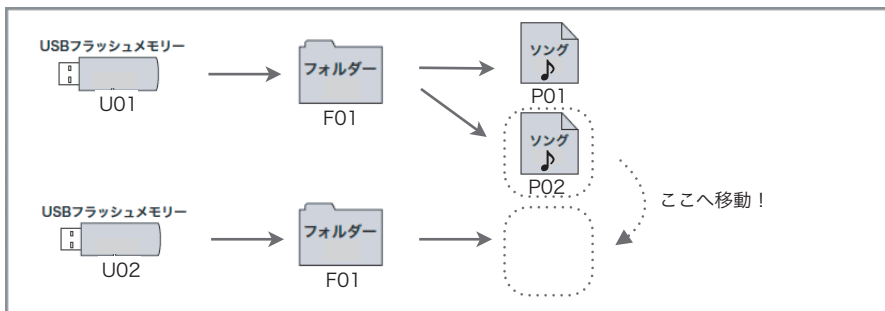 USBフラッシュメモリー
U01
フォルダー
F01
ソング
P01
ソング
P02
ここへ移動！
USBフラッシュメモリー
U02
フォルダー
F01